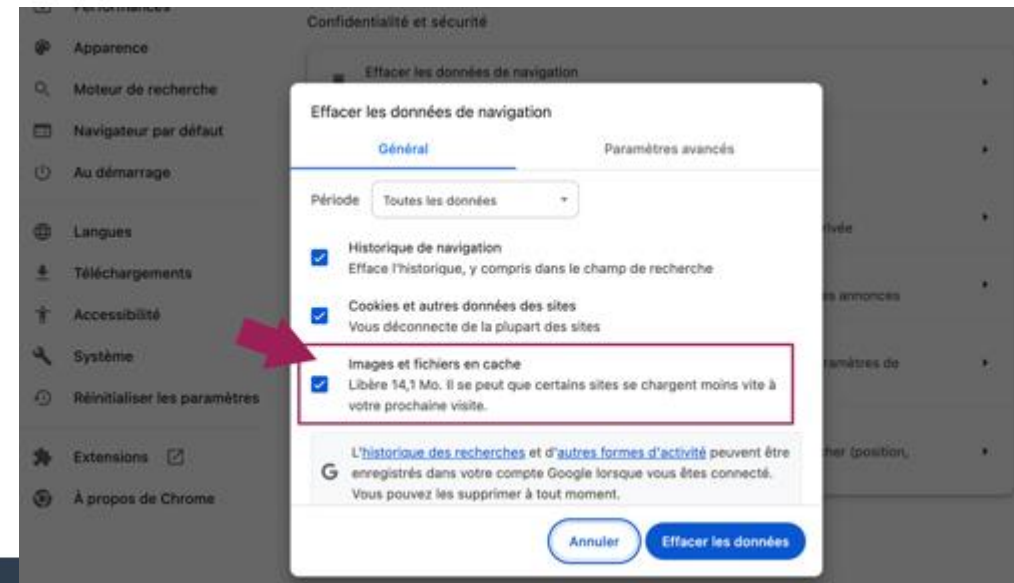 Performances
Apparence
Moteur de recherche
Navigateur par défaut
Au démarrage
Langues
Téléchargements
Accessibilité
Système
Réinitialiser les paramètres
Extensions
À propos de Chrome
Confidentialité et sécurité
Effacer les données de navigation
Effacer les données de navigation
Général
Paramètres avancés
Période
Toutes les données
Historique de navigation
Efface l'historique, y compris dans le champ de recherche
Cookies et autres données des sites
Vous déconnecte de la plupart des sites
Images et fichiers en cache
Libère 14,1 Mo. Il se peut que certains sites se chargent moins vite à
votre prochaine visite.
G
L'historique des recherches et d'autres formes d'activité peuvent être
enregistrés dans votre compte Google lorsque vous êtes connecté.
Vous pouvez les supprimer à tout moment.
Annuler
Effacer les données
annonces
de
(position,